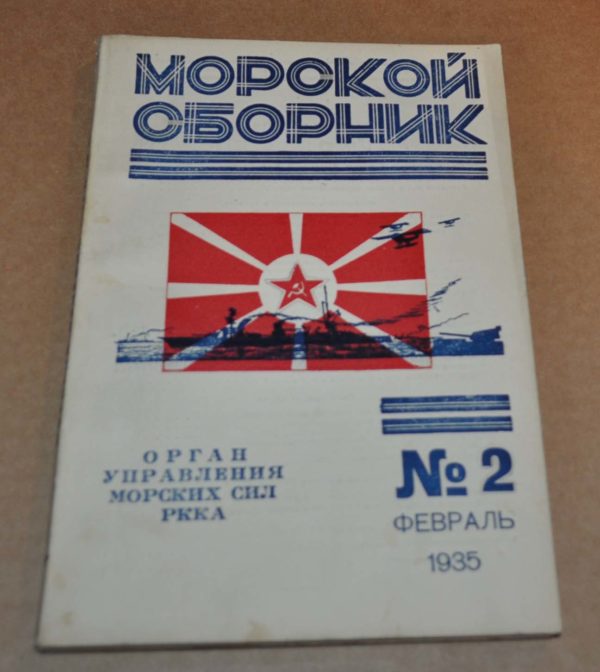 МОРСКОЙ
СБОРНИК
ОРГАН
УПРАВЛЕНИЯ
МОРСКИХ СИЛ
РККА
№ 2
ФЕВРАЛЬ
1935